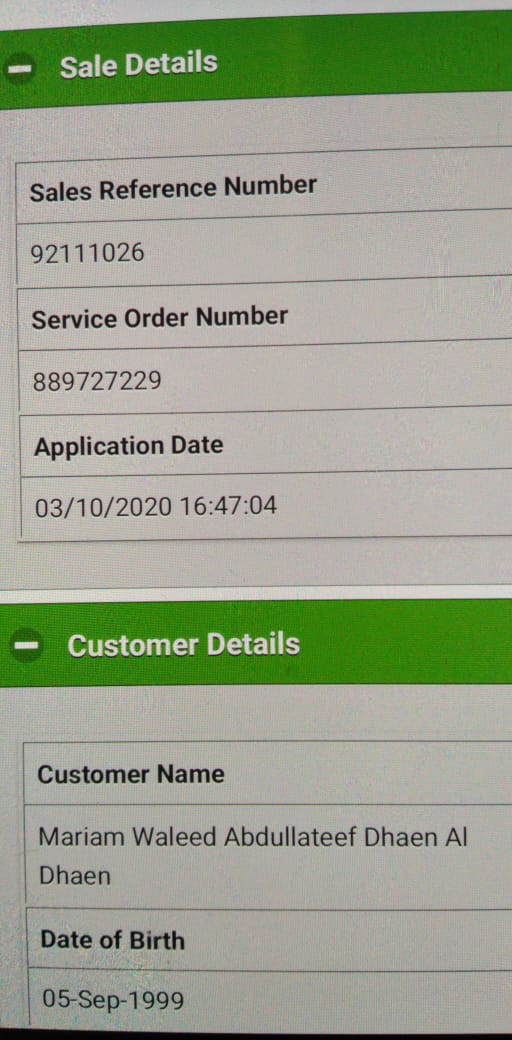 Sale Details
Sales Reference Number
92111026
Service Order Number
889727229
Application Date
03/10/2020 16:47:04
Customer Details
Customer Name
Mariam Waleed Abdullateef Dhaen Al
Dhaen
Date of Birth
05-Sep-1999